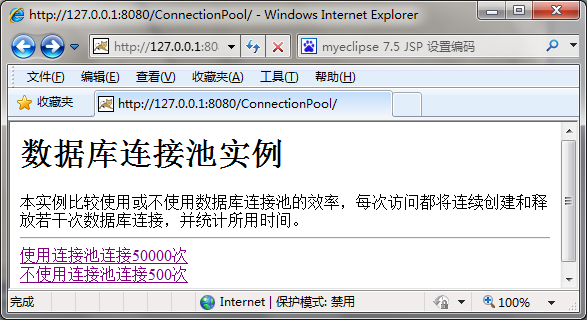 http://127.0.0.1:8080/ConnectionPool/ - Windows Internet Explorer
http://127.0.0.1:80
myeclipse 7.5 JSP 设置编码
文件(F) 编辑(E) 查看(V) 收藏夹(A) 工具(T) 帮助(H)
收藏夹 http://127.0.0.1:8080/ConnectionPool/
数据库连接池实例
本实例比较使用或不使用数据库连接池的效率，每次访问都将连续创建和释
放若干次数据库连接，并统计所用时间。
使用连接池连接50000次
不使用连接池连接500次
完成 Internet | 保护模式: 禁用 100%